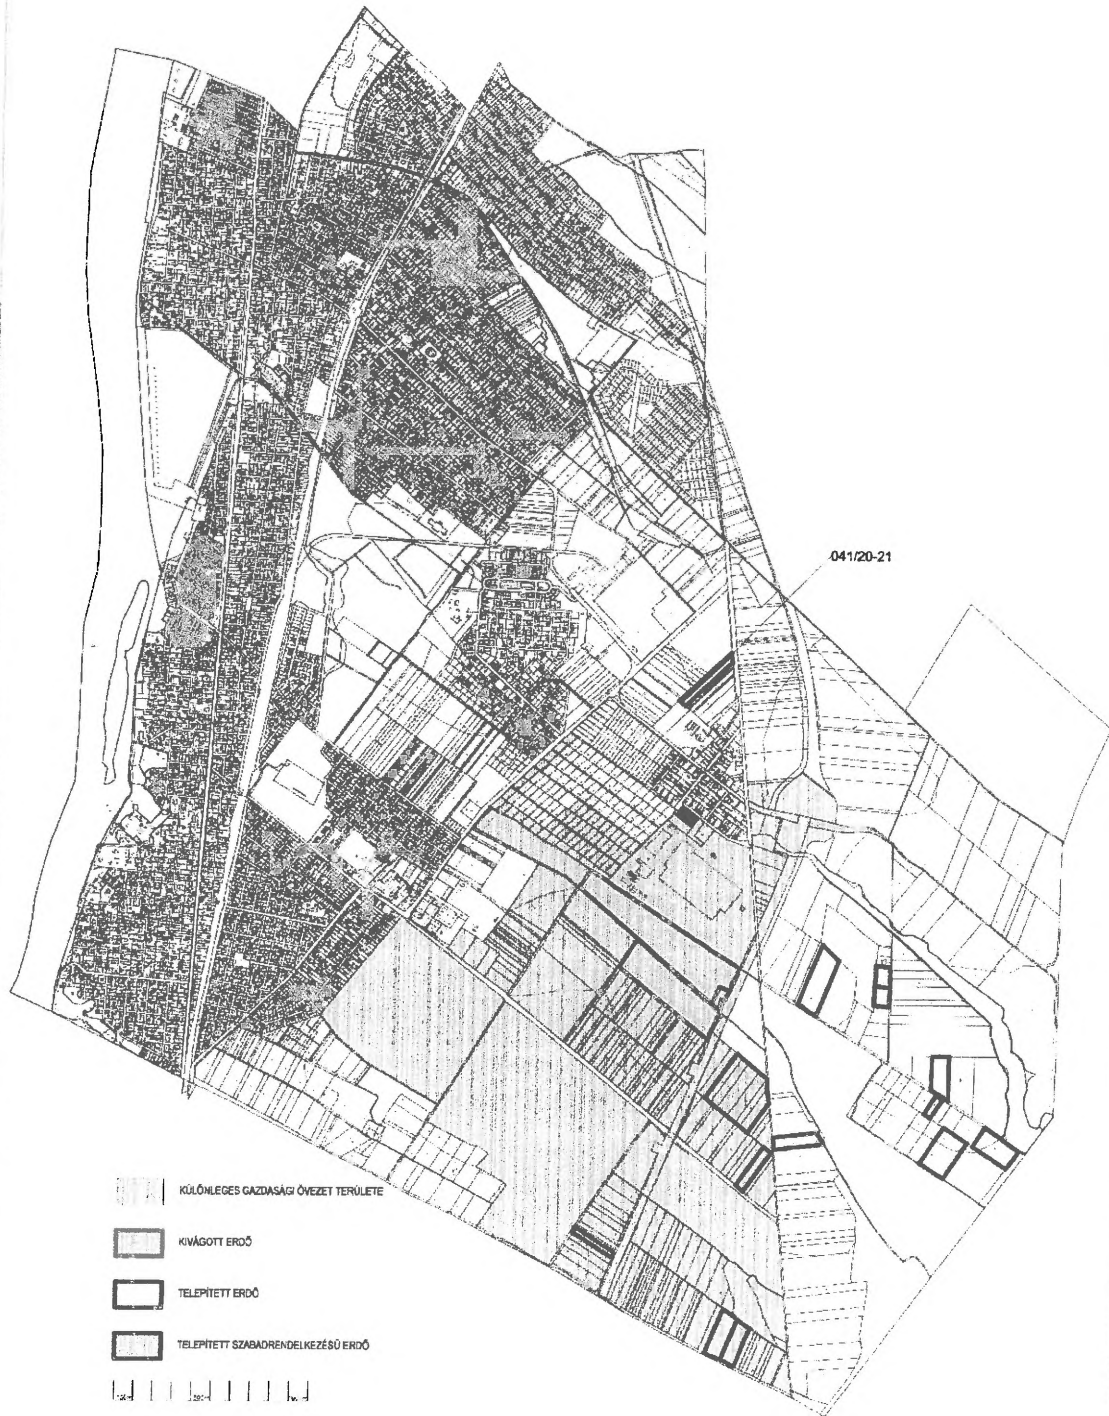 041/20-21
KÜLÖNLEGES GAZDASÁGI ÖVEZET TERÜLETE
KIVÁGOTT ERDŐ
TELEPÍTETT ERDŐ
TELEPÍTETT SZABADRENDELKEZÉSŰ ERDŐ